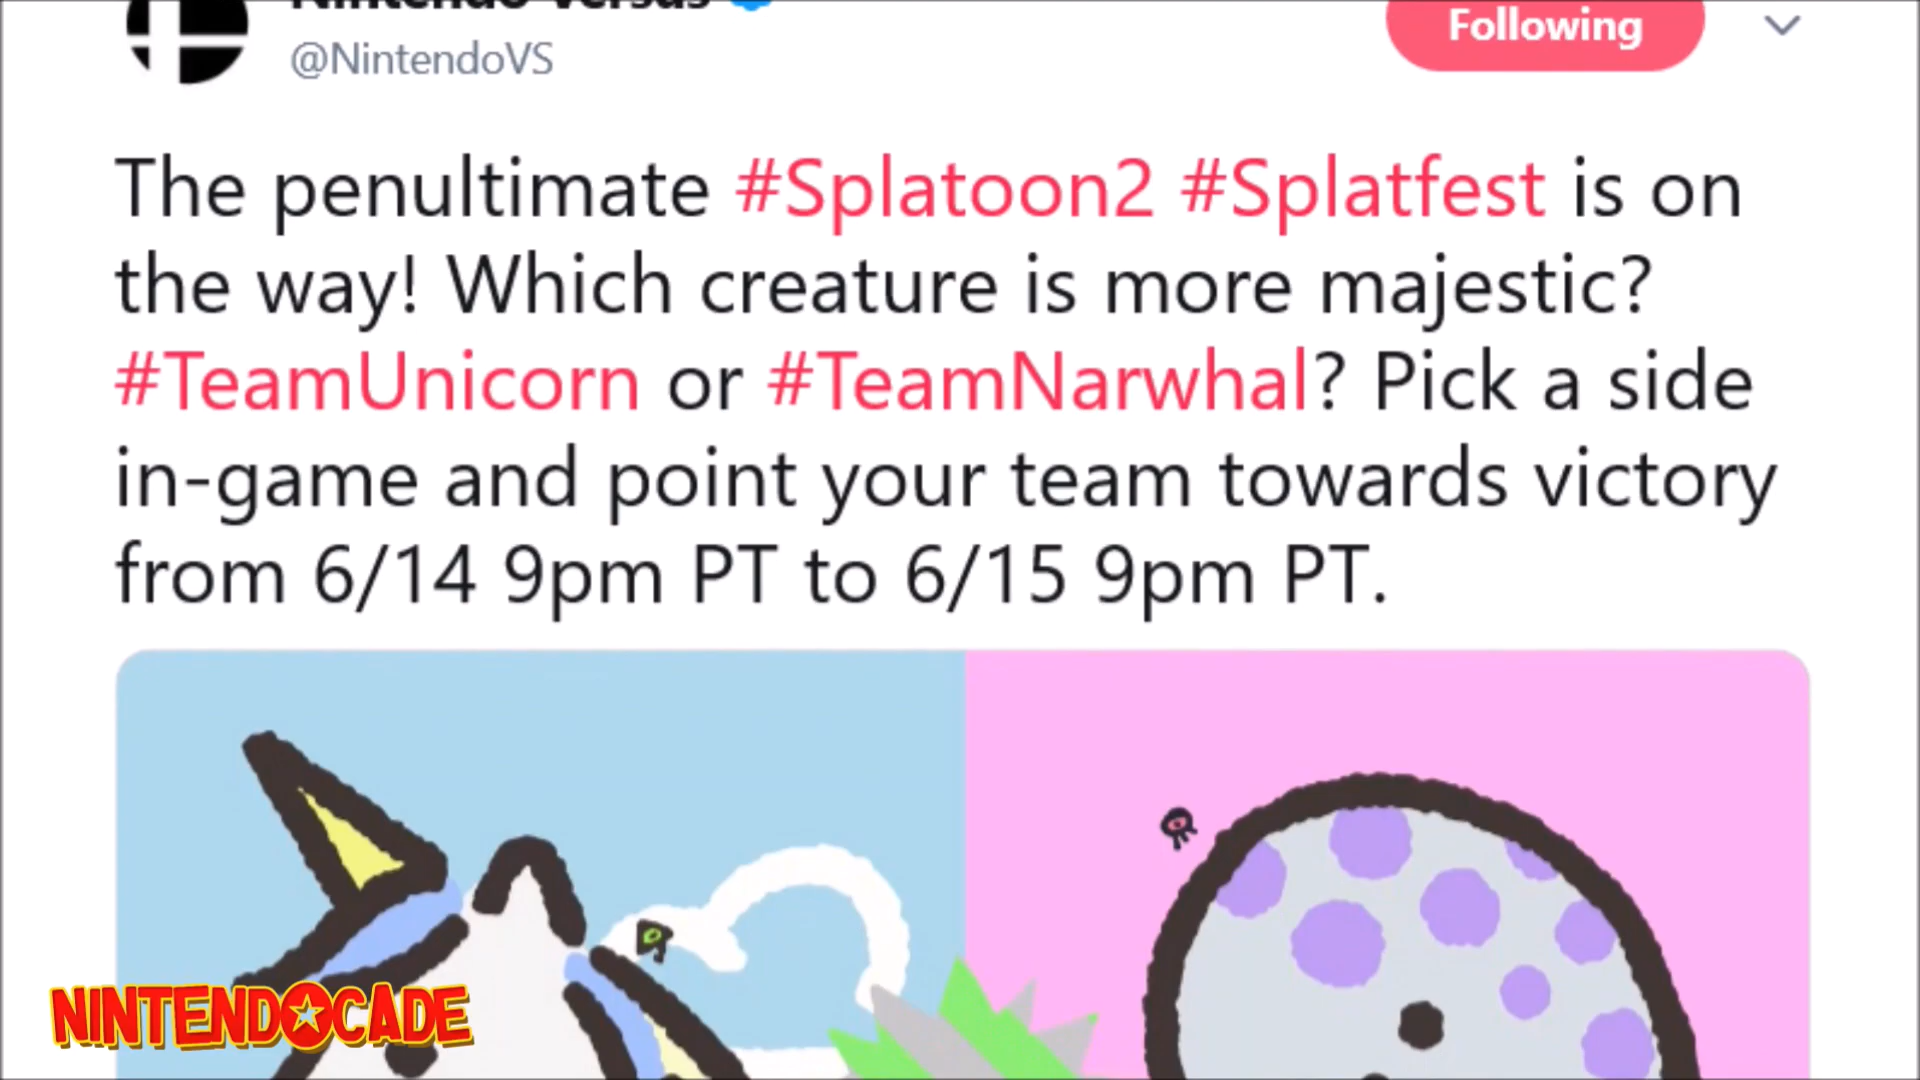 Nintendo Versus
@NintendoVS
Following
The penultimate #Splatoon2 #Splatfest is on
the way! Which creature is more majestic?
#TeamUnicorn or #TeamNarwhal? Pick a side
in-game and point your team towards victory
from 6/14 9pm PT to 6/15 9pm PT.
NINTENDOCADE